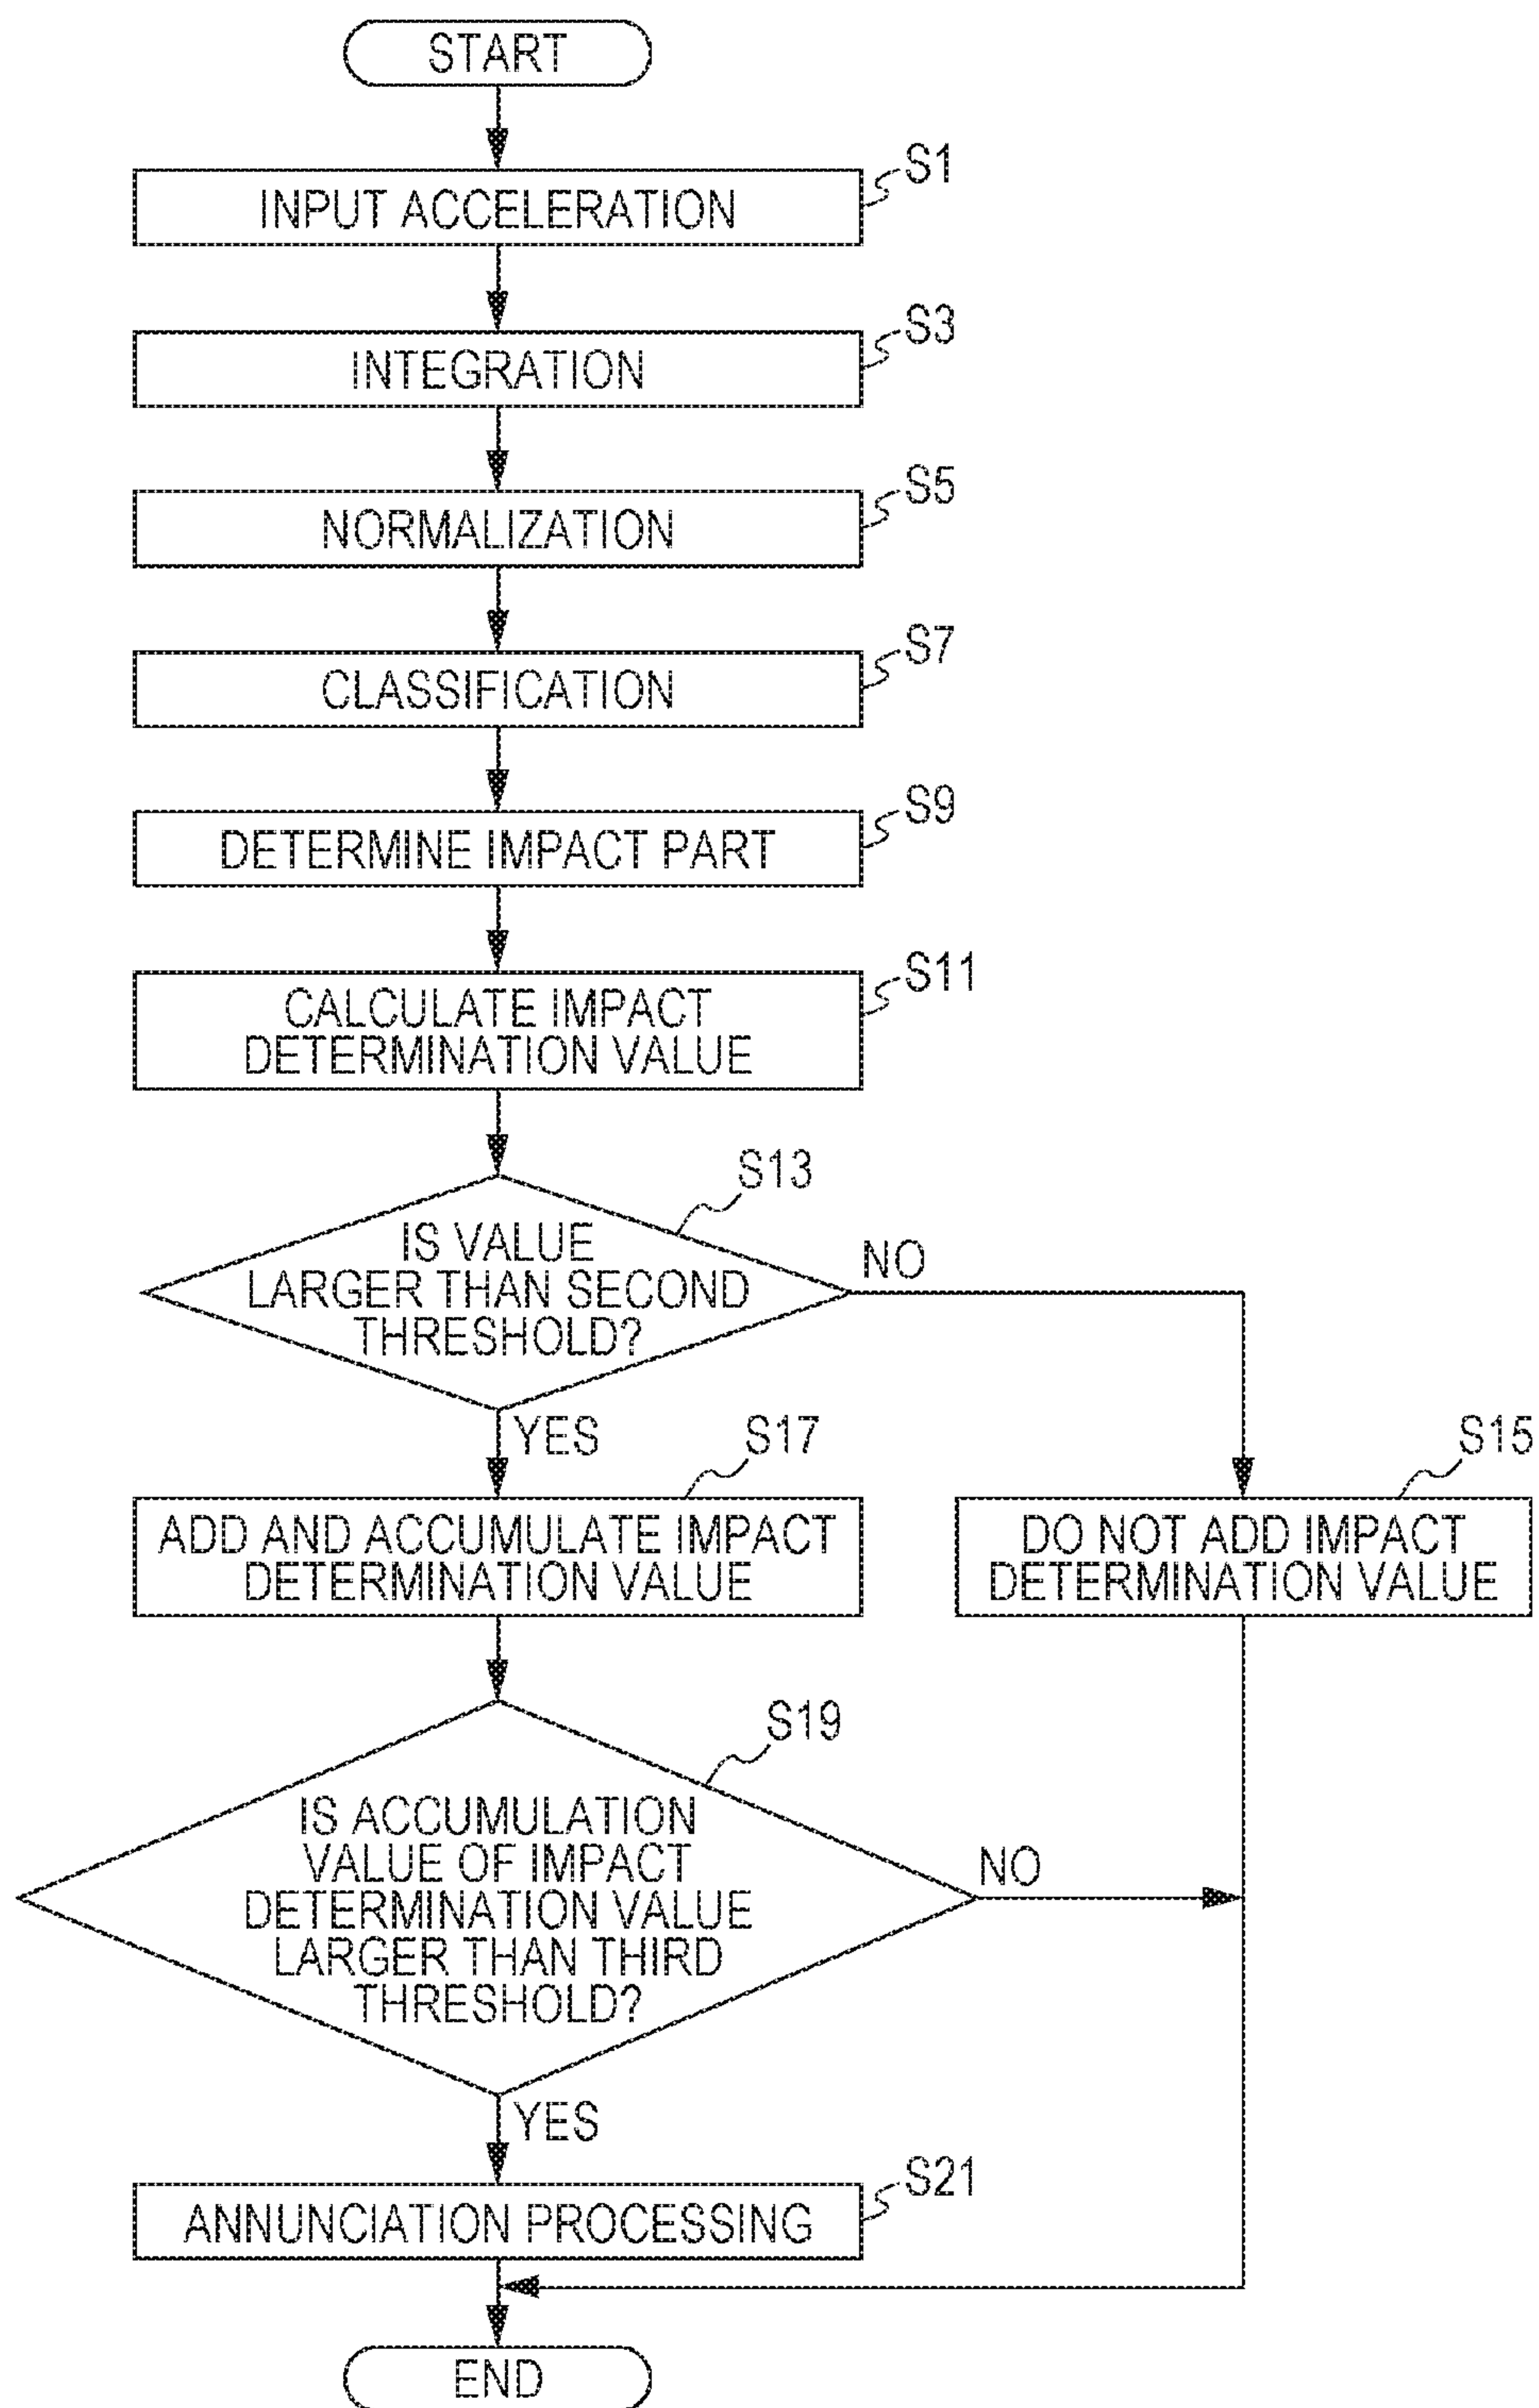 START
S1
INPUT ACCELERATION
S3
INTEGRATION
S5
NORMALIZATION
S7
CLASSIFICATION
S9
DETERMINE IMPACT PART
S11
CALCULATE IMPACT
DETERMINATION VALUE
S13
IS VALUE
LARGER THAN SECOND
THRESHOLD?
NO
YES
S17
S15
ADD AND ACCUMULATE IMPACT
DETERMINATION VALUE
DO NOT ADD IMPACT
DETERMINATION VALUE
S19
IS ACCUMULATION
VALUE OF IMPACT
DETERMINATION VALUE
LARGER THAN THIRD
THRESHOLD?
NO
YES
S21
ANNUNCIATION PROCESSING
END